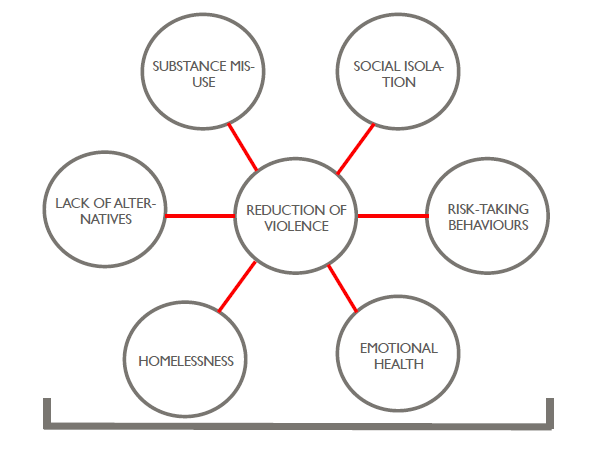 SUBSTANCE MIS-
USE
SOCIAL ISOLA-
TION
LACK OF ALTER-
NATIVES
REDUCTION OF
VIOLENCE
RISK-TAKING
BEHAVIOURS
HOMELESSNESS
EMOTIONAL
HEALTH